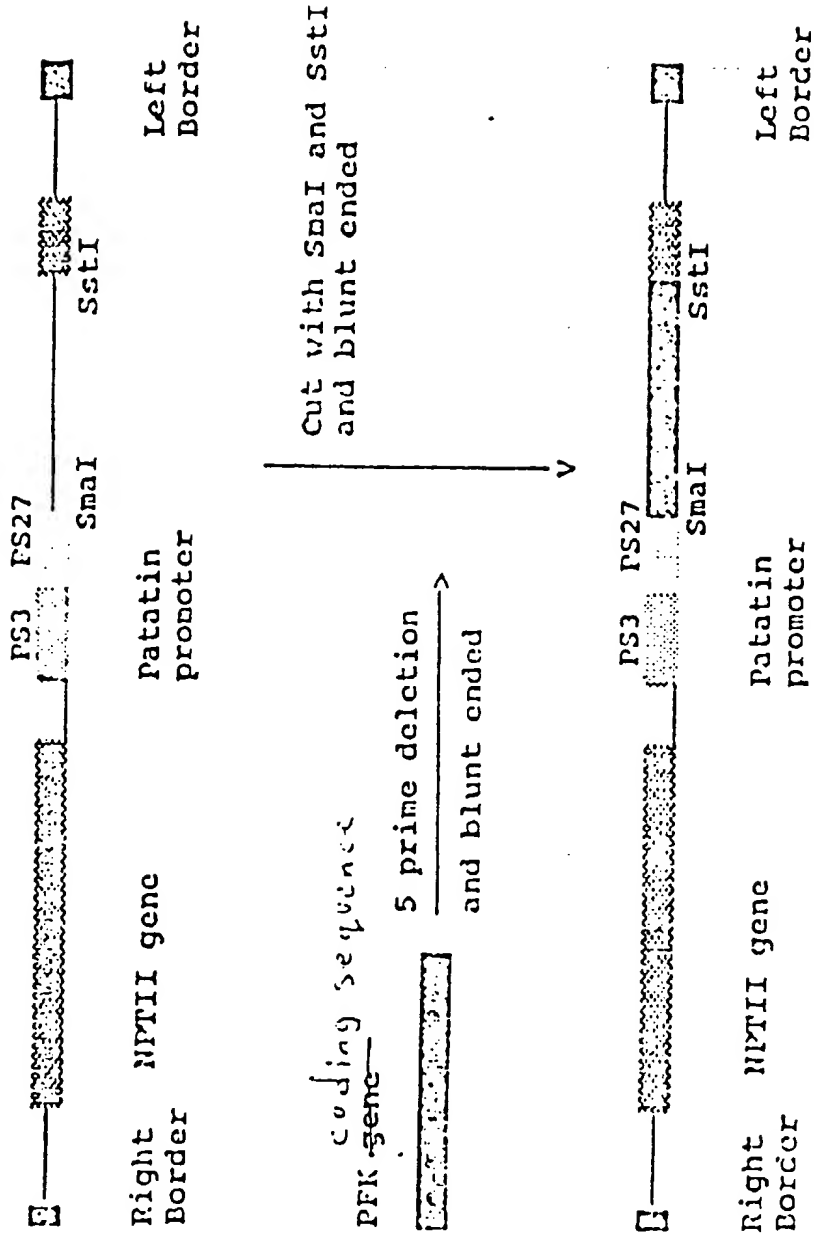 PS3 PS27
SmaI
SstI
Right
Border
NPTII gene
Patatin
promoter
Left
Border
coding sequence
PFK gene
5 prime deletion
and blunt ended
Cut with SmaI and SstI
and blunt ended
PS3 PS27
SmaI
SstI
Right
Border
NPTII gene
Patatin
promoter
Left
Border